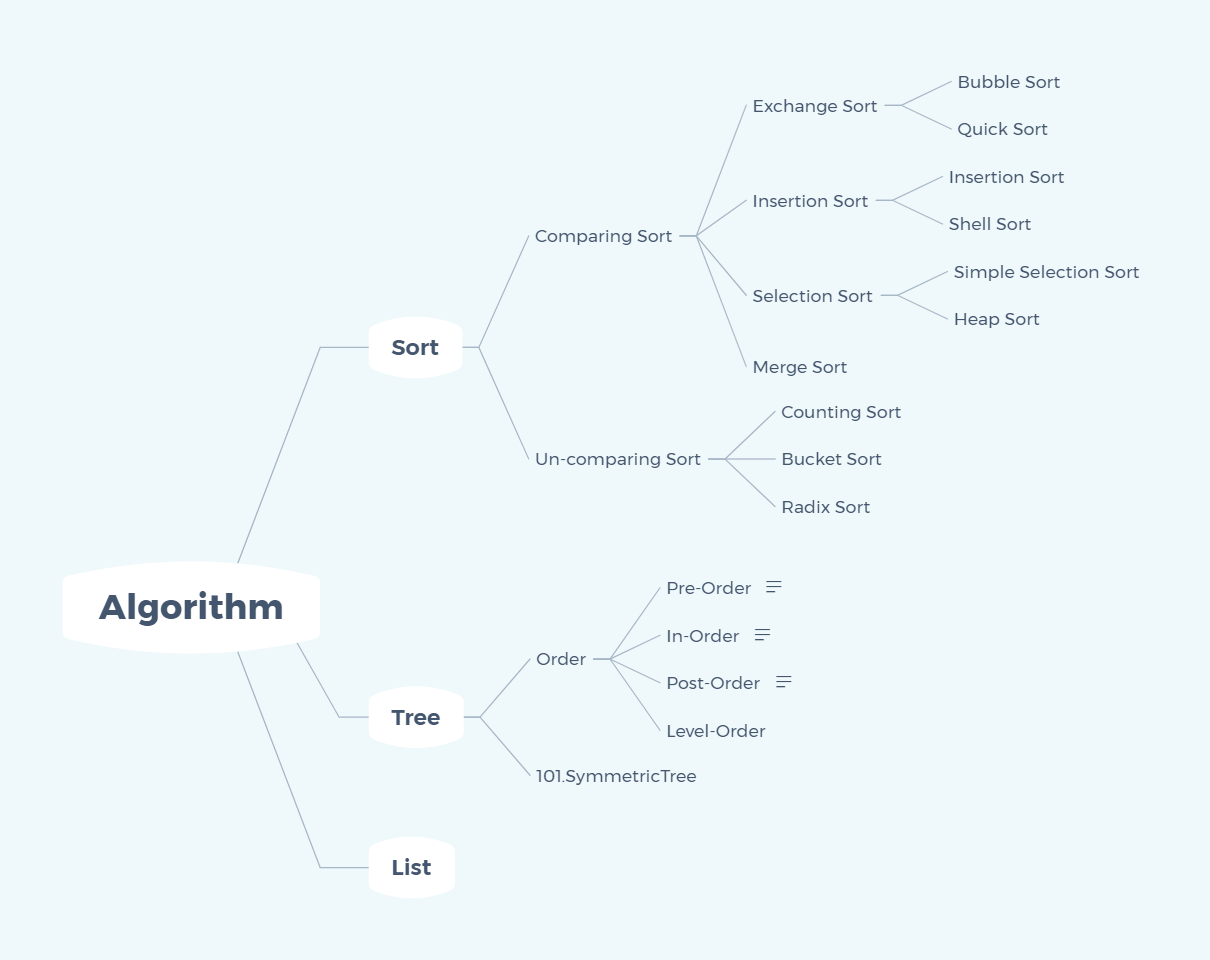 Algorithm
Sort
Comparing Sort
Exchange Sort
Bubble Sort
Quick Sort
Insertion Sort
Insertion Sort
Shell Sort
Selection Sort
Simple Selection Sort
Heap Sort
Merge Sort
Un-comparing Sort
Counting Sort
Bucket Sort
Radix Sort
Tree
Order
Pre-Order
In-Order
Post-Order
Level-Order
101.SymmetricTree
List